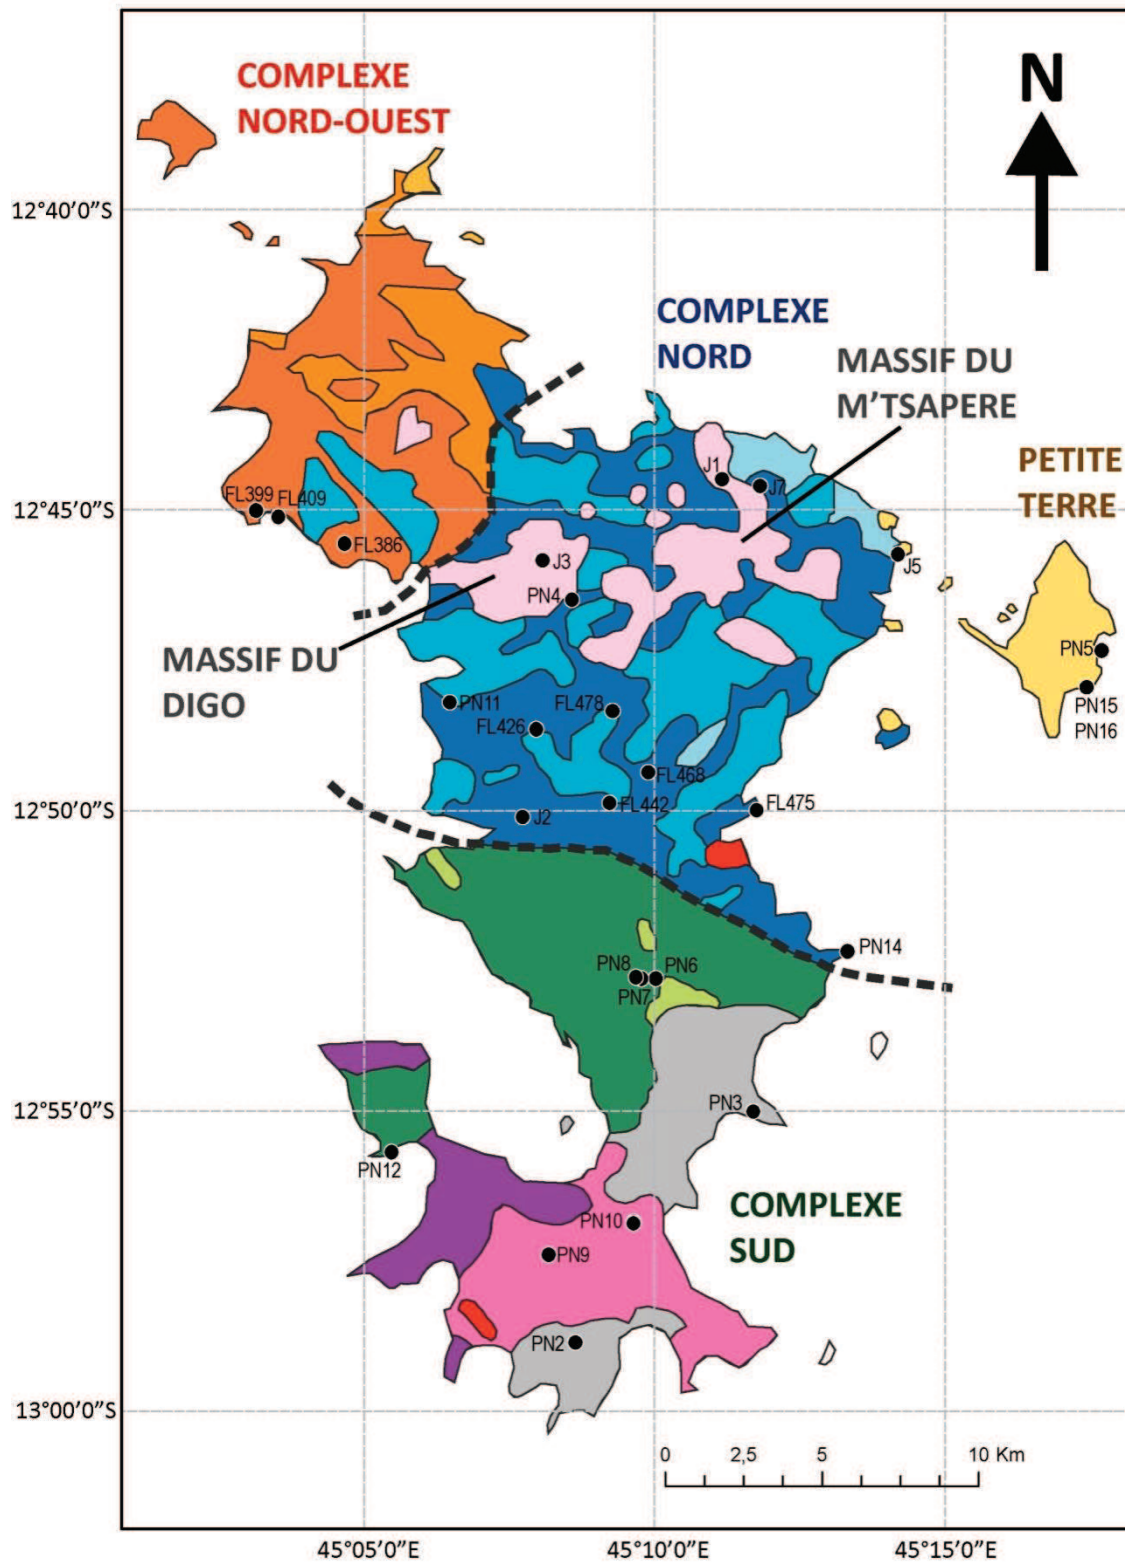 COMPLEXE
NORD-OUEST
N
12°40'0"S
COMPLEXE
NORD
MASSIF DU
M'TSAPERE
PETITE
TERRE
J1
J7
FL399
FL409
12°45'0"S
FL386
J3
J5
PN4
MASSIF DU
DIGO
PN5
PN11
FL478
PN15
PN16
FL426
FL468
FL442
FL475
12°50'0"S
J2
PN14
PN8
PN6
PN7
PN3
12°55'0"S
PN12
COMPLEXE
SUD
PN10
PN9
PN2
13°00'0"S
0 2,5 5 10 Km
45°05'0"E
45°10'0"E
45°15'0"E